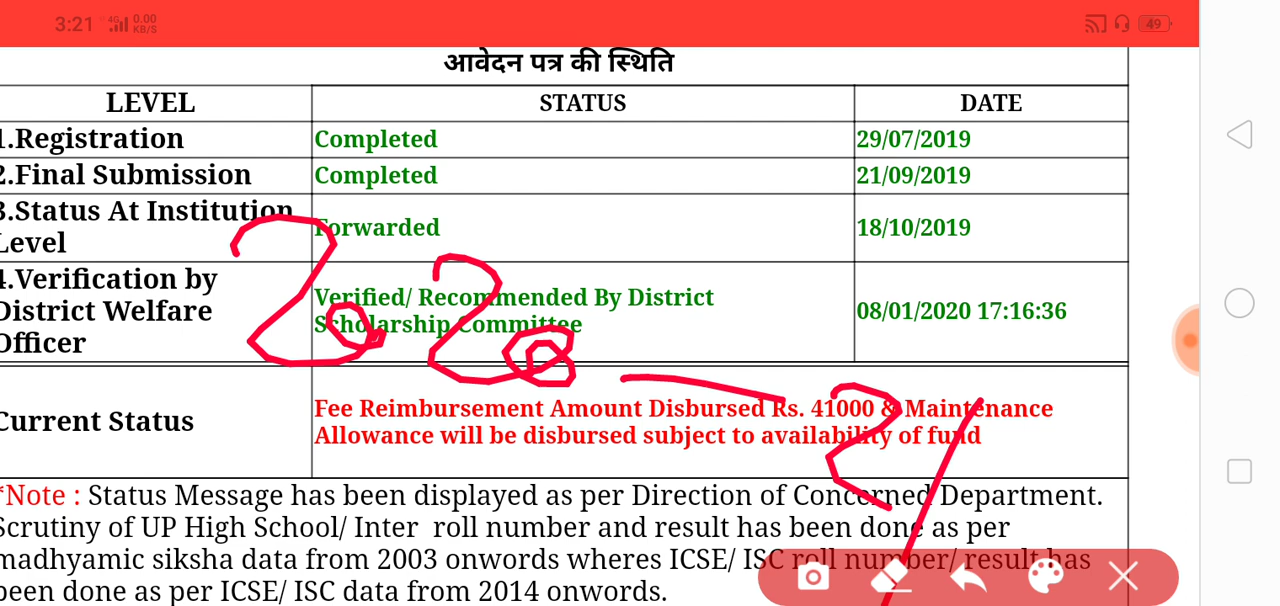 3:21 4G 0.00 KB/S 49
आवेदन पत्र की स्थिति
LEVEL STATUS DATE
1.Registration Completed 29/07/2019
2.Final Submission Completed 21/09/2019
3.Status At Institution
Level Forwarded 18/10/2019
4.Verification by
District Welfare
Officer Verified/ Recommended By District
Scholarship Committee 08/01/2020 17:16:36
Current Status Fee Reimbursement Amount Disbursed Rs. 41000 & Maintenance
Allowance will be disbursed subject to availability of fund
*Note : Status Message has been displayed as per Direction of Concerned Department.
Scrutiny of UP High School/ Inter roll number and result has been done as per
madhyamic siksha data from 2003 onwords wheres ICSE/ ISC roll number/ result has
been done as per ICSE/ ISC data from 2014 onwords.